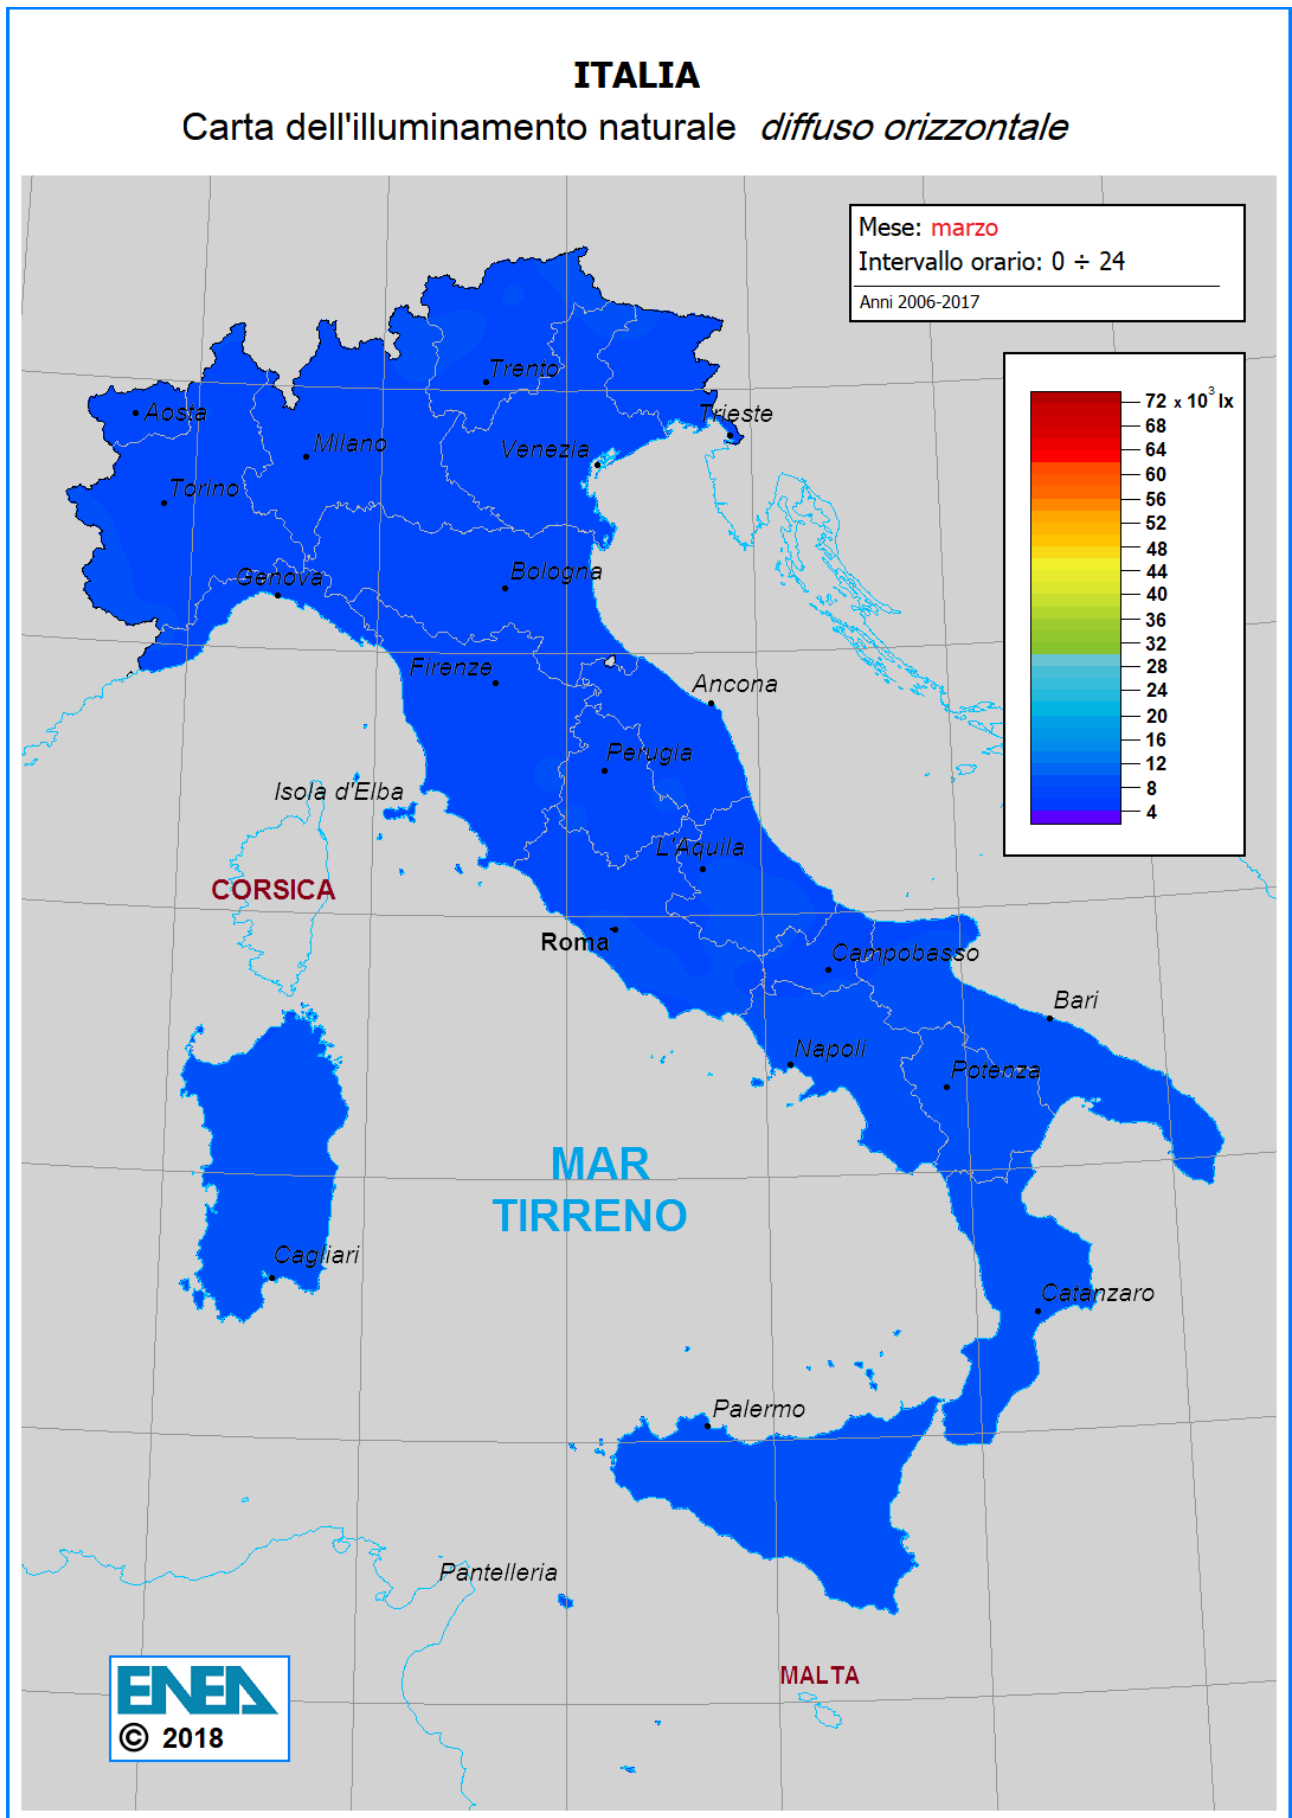 ITALIA
Carta dell'illuminamento naturale diffuso orizzontale
Mese: marzo
Intervallo orario: 0 ÷ 24
Anni 2006-2017
72 x 10³ lx
68
64
60
56
52
48
44
40
36
32
28
24
20
16
12
8
4
Trento
Aosta
Trieste
Milano
Venezia
Torino
Bologna
Genova
Firenze
Ancona
Perugia
Isola d'Elba
L'Aquila
CORSICA
Roma
Campobasso
Bari
Napoli
Potenza
MAR
TIRRENO
Cagliari
Catanzaro
Palermo
Pantelleria
MALTA
ENEA
© 2018